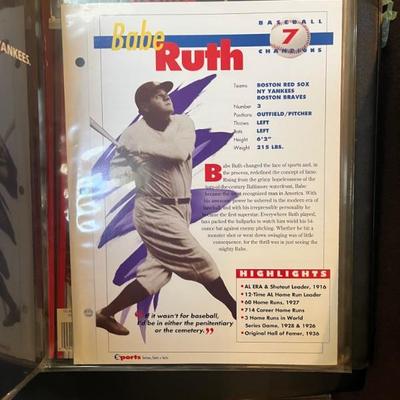 ANKEES.
BASEBALL
7
CHAMPIONS
Babe
Ruth
Teams BOSTON RED SOX
NY YANKEES
BOSTON BRAVES
Number 3
Positions OUTFIELD/PITCHER
Throws LEFT
Bats LEFT
Height 6'2"
Weight 215 LBS.
Babe Ruth changed the face of sports and, in
the process, redefined the concept of fame.
Rising from the grimy hopelessness of the
turn-of-the-century Baltimore waterfront, Babe
became the most recognized man in America. With
his awesome power he ushered in the modern era of
baseball and with his irrepressible personality he
became the first superstar. Everywhere Ruth played,
fans packed the ballparks to watch him wield his 52-
ounce bat against enemy pitching. Whether he hit a
monster shot or went down swinging was of little
consequence, for the thrill was in just seeing the
mighty Babe.
HIGHLIGHTS
• AL ERA & Shutout Leader, 1916
• 12-Time AL Home Run Leader
• 60 Home Runs, 1927
• 714 Career Home Runs
• 3 Home Runs in World
Series Game, 1928 & 1926
• Original Hall of Famer, 1936
"If it wasn't for baseball,
I'd be in either the penitentiary
or the cemetery."
Sports